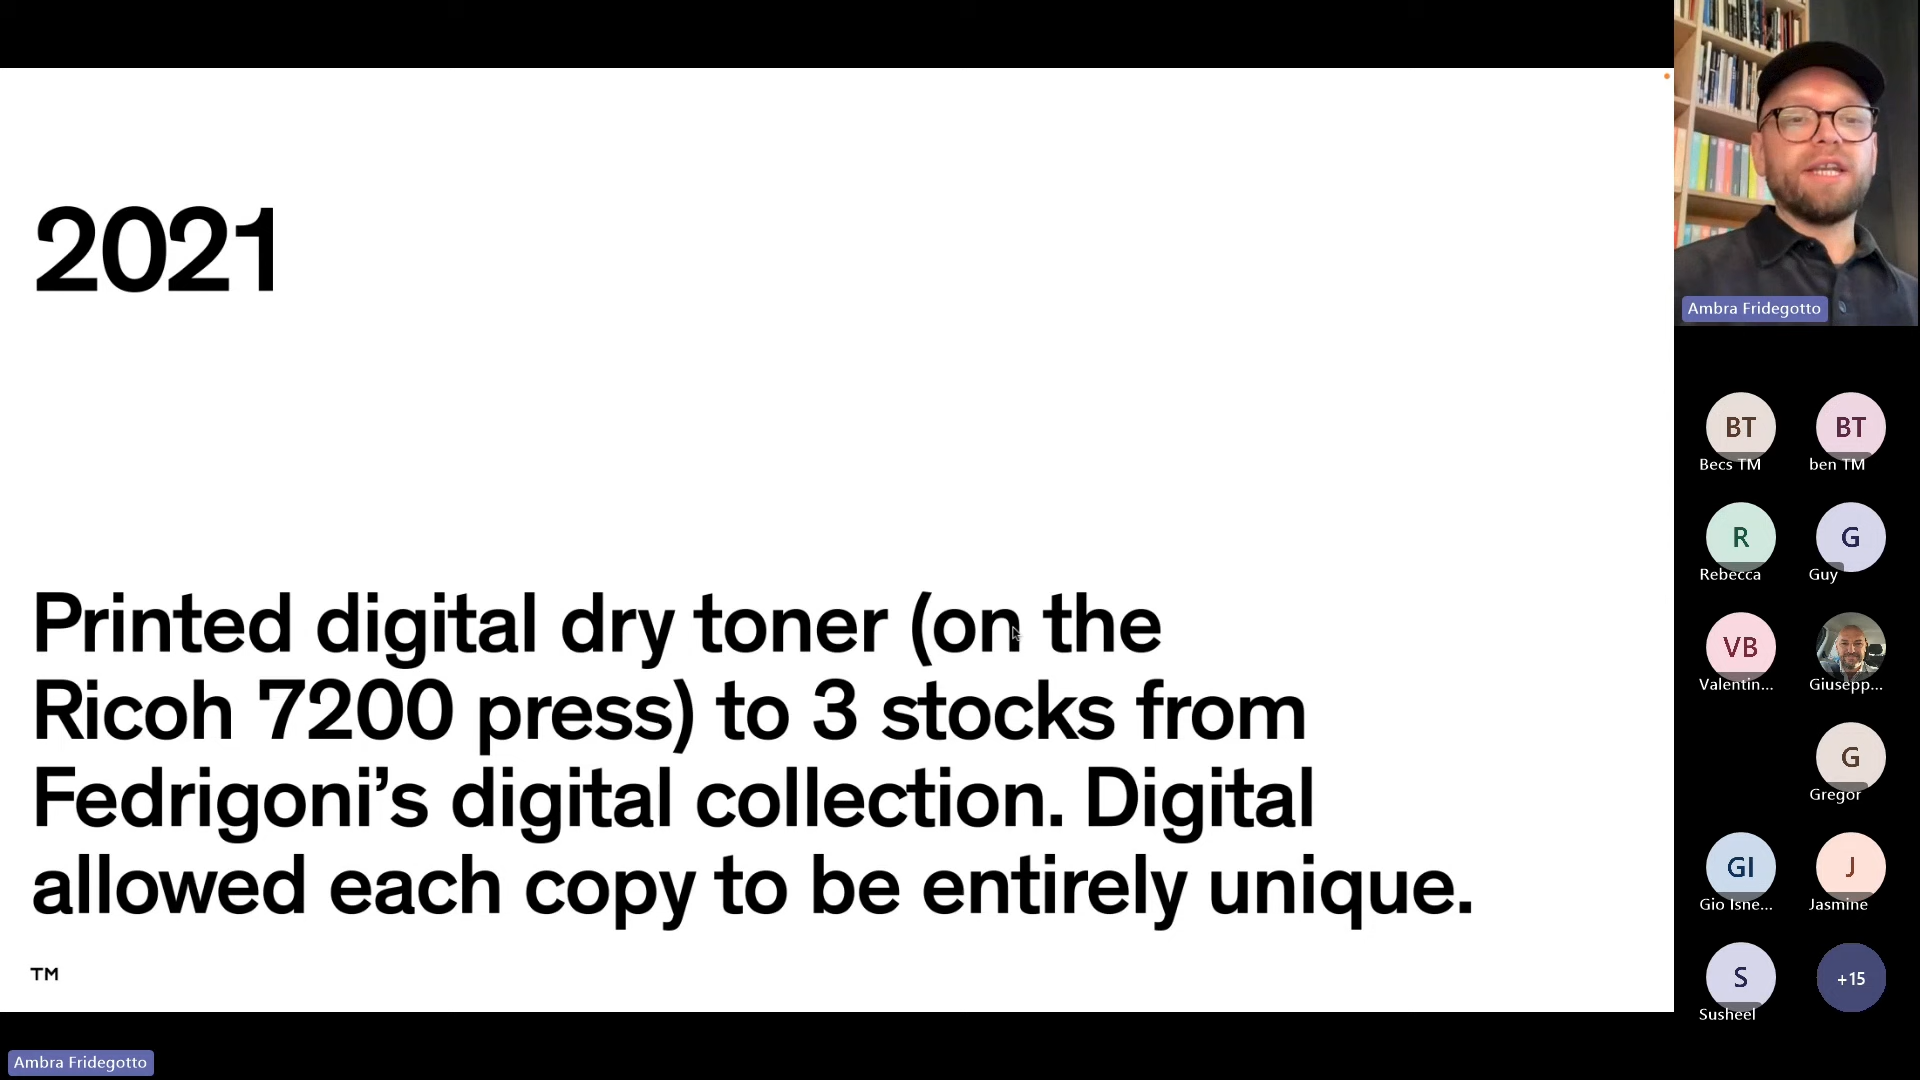 2021
Printed digital dry toner (on the
Ricoh 7200 press) to 3 stocks from
Fedrigoni’s digital collection. Digital
allowed each copy to be entirely unique.
TM
Ambra Fridegotto
Ambra Fridegotto
BT
Becs TM
BT
ben TM
R
Rebecca
G
Guy
VB
Valentin...
Giusepp...
G
Gregor
GI
Gio Isne...
J
Jasmine
S
Susheel
+15